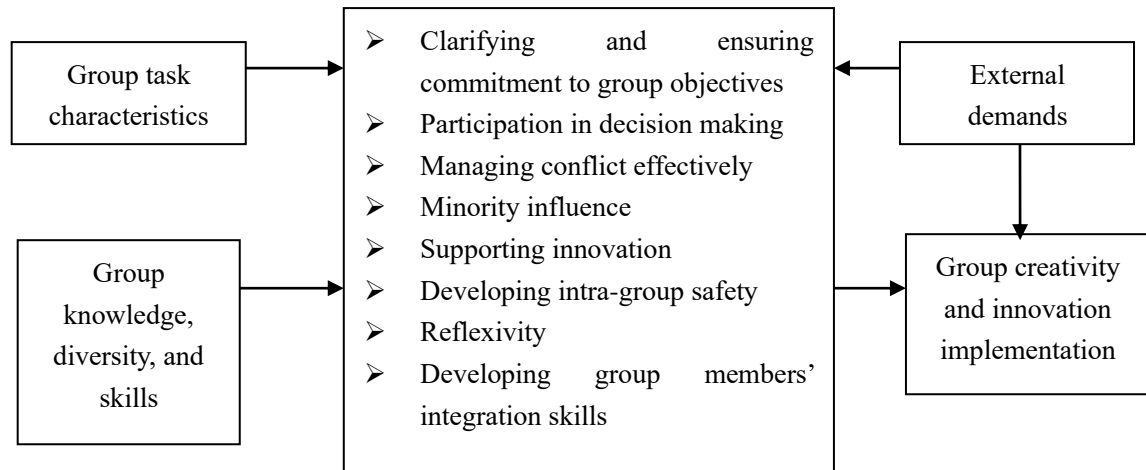 Group task
characteristics
Group
knowledge,
diversity, and
skills
➢ Clarifying and ensuring
commitment to group objectives
➢ Participation in decision making
➢ Managing conflict effectively
➢ Minority influence
➢ Supporting innovation
➢ Developing intra-group safety
➢ Reflexivity
➢ Developing group members’
integration skills
External
demands
Group creativity
and innovation
implementation